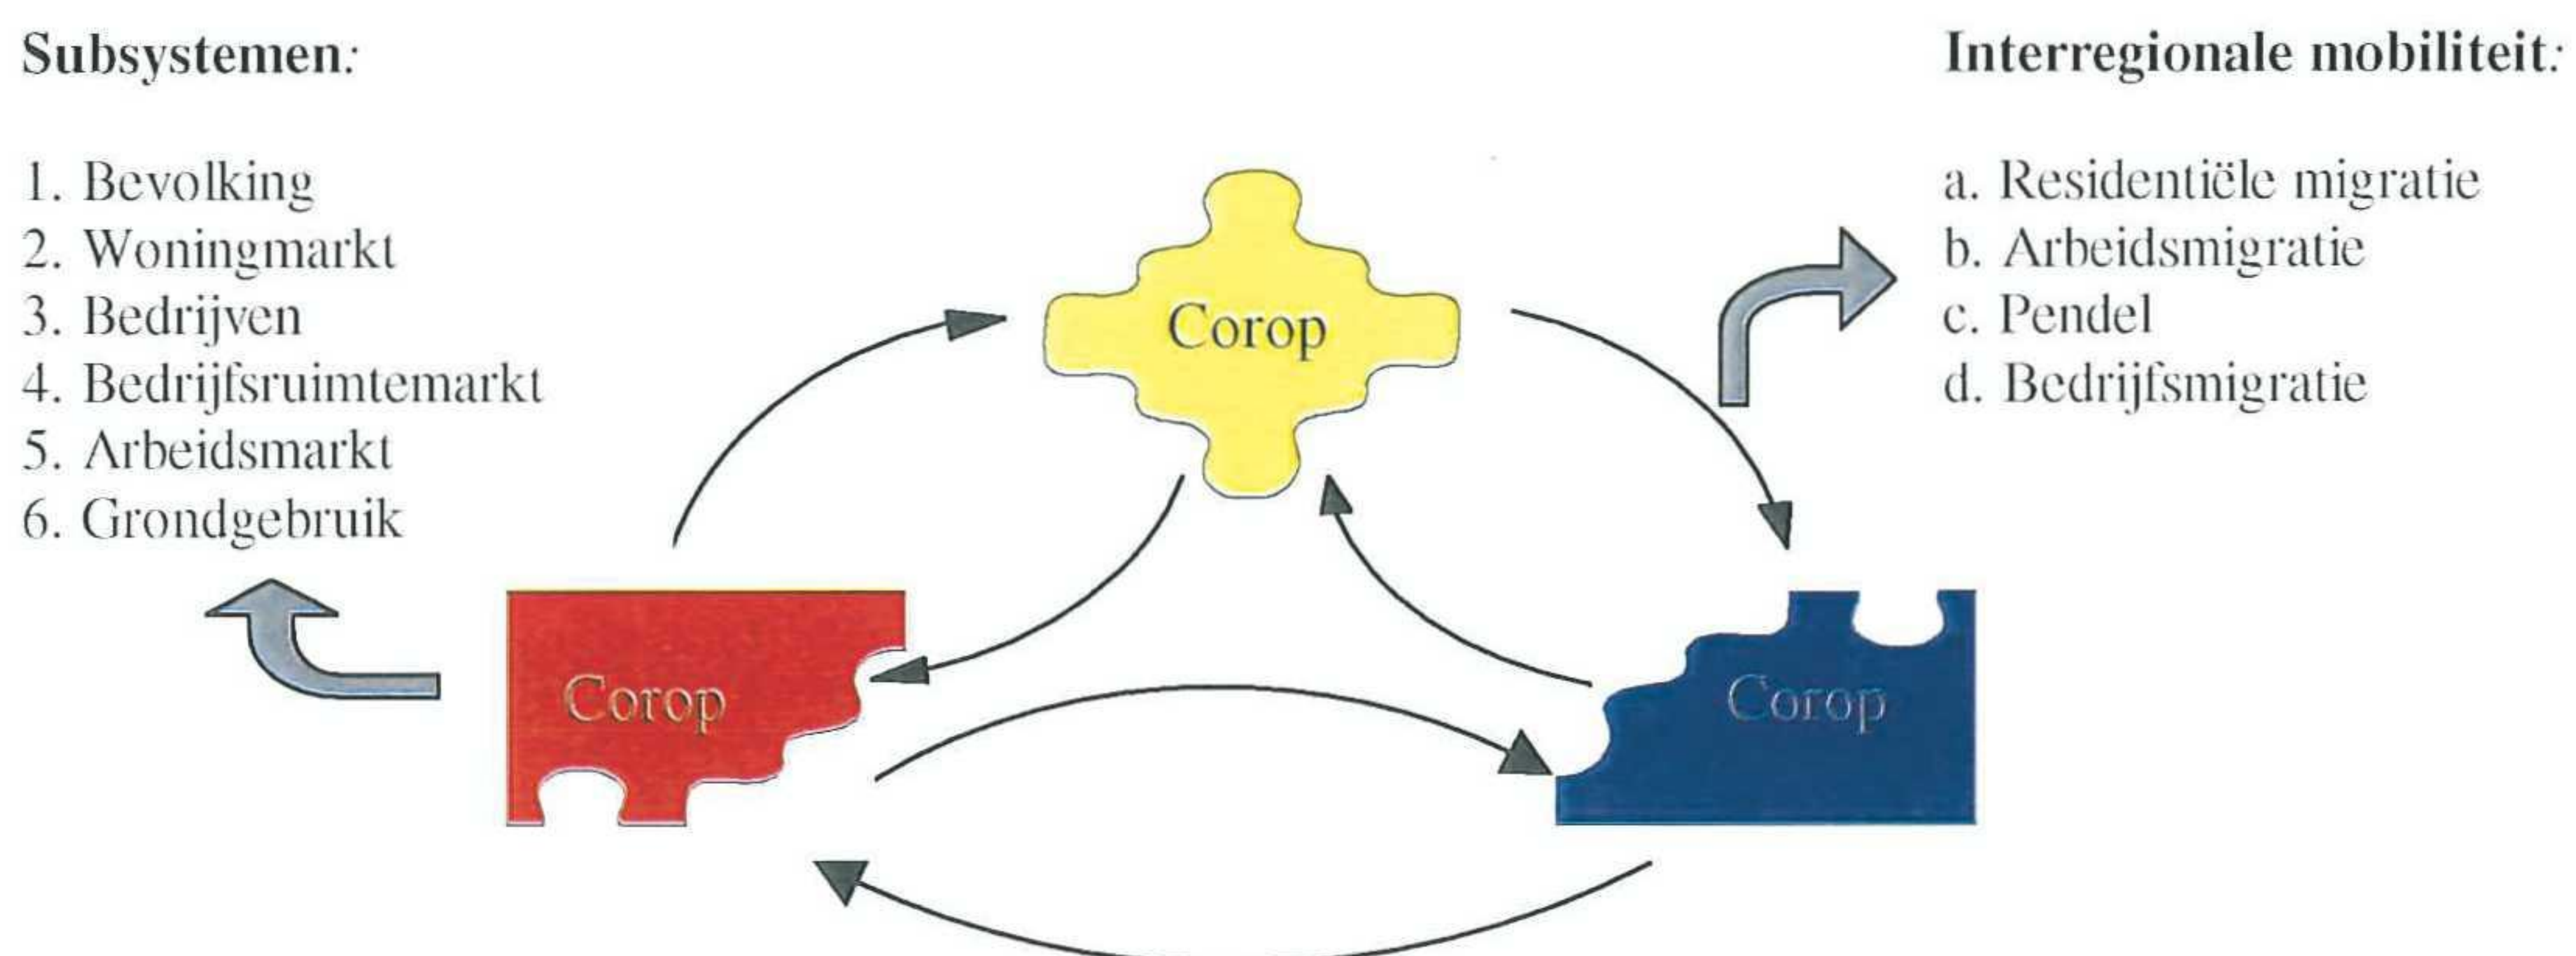 Subsystemen:
1. Bevolking
2. Woningmarkt
3. Bedrijven
4. Bedrijfsruimtemarkt
5. Arbeidsmarkt
6. Grondgebruik
Interregionale mobiliteit:
a. Residentiële migratie
b. Arbeidsmigratie
c. Pendel
d. Bedrijfsmigratie
Corop
Corop
Corop